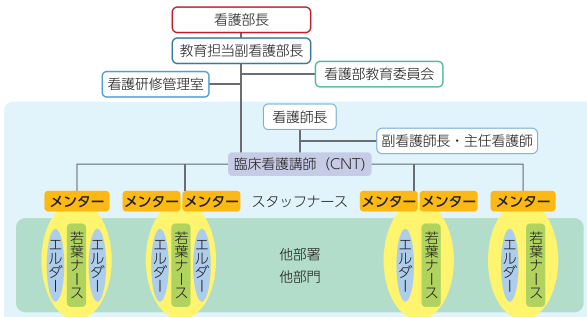 看護部長
教育担当副看護部長
看護部教育委員会
看護研修管理室
看護師長
副看護師長・主任看護師
臨床看護講師（CNT）
メンター メンター メンター スタッフナース メンター メンター メンター
エルダー 若葉ナース エルダー エルダー 若葉ナース エルダー 他部署 エルダー 若葉ナース エルダー 若葉ナース
他部門